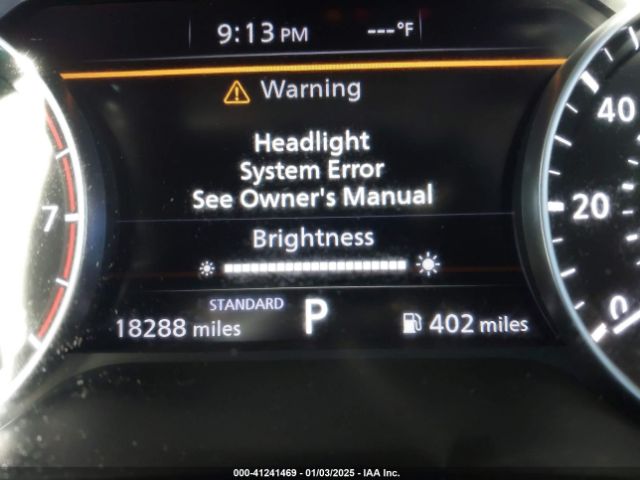 9:13 PM ---°F
Warning
Headlight
System Error
See Owner's Manual
Brightness
STANDARD
18288 miles P 402 miles
7
40
20
0
000-41241469 - 01/03/2025 - IAA Inc.